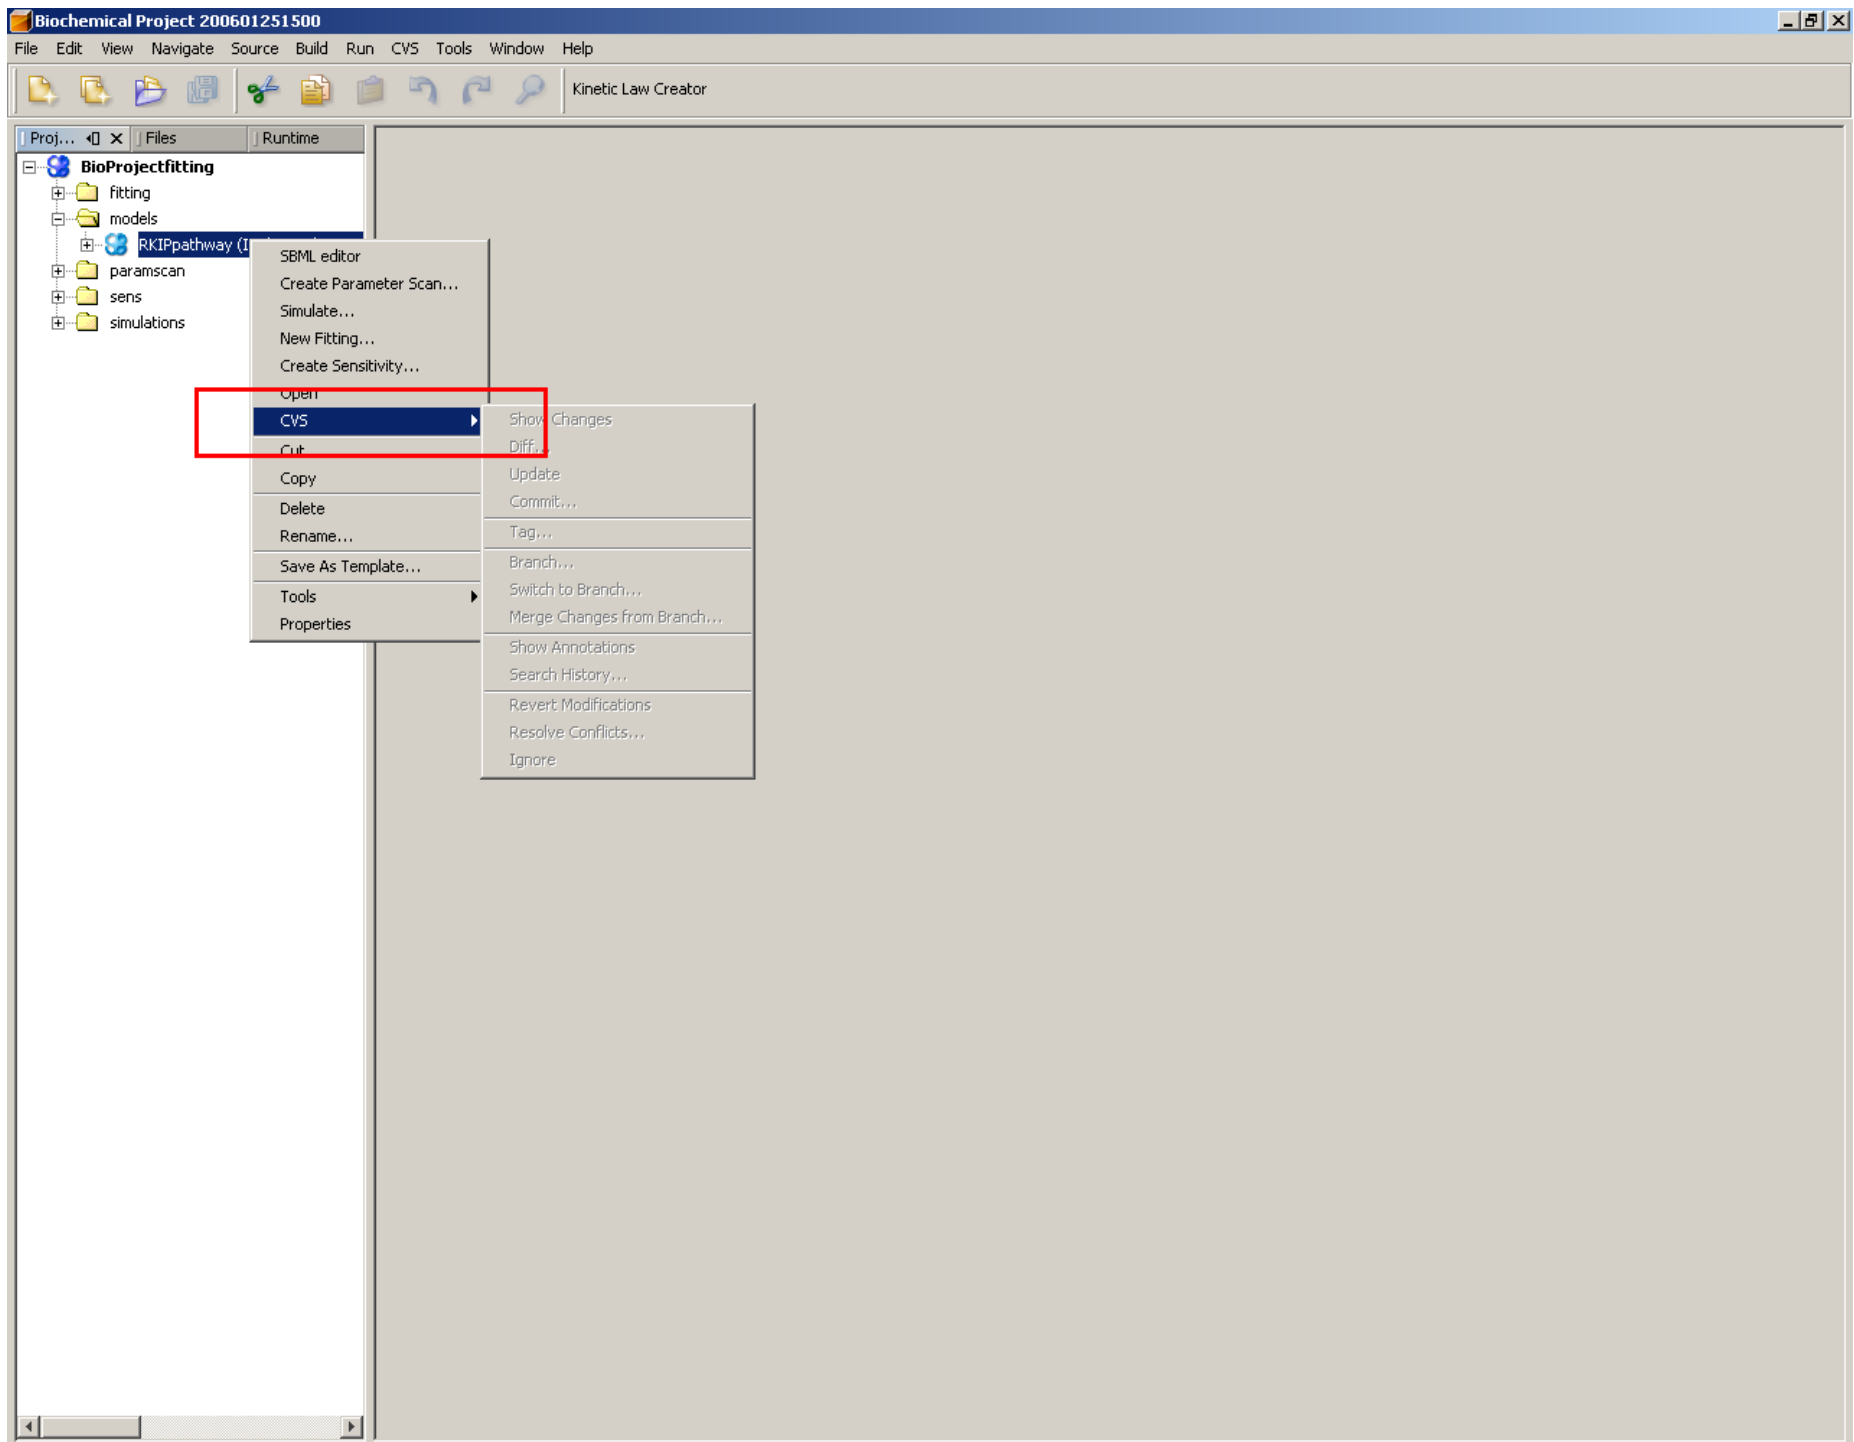 Biochemical Project 200601251500
File Edit View Navigate Source Build Run CVS Tools Window Help
Kinetic Law Creator
Proj... Files Runtime
BioProjectfitting
fitting
models
RKIPpathway
paramscan
sens
simulations
SBML editor
Create Parameter Scan...
Simulate...
New Fitting...
Create Sensitivity...
Open
CVS
Cut
Copy
Delete
Rename...
Save As Template...
Tools
Properties
Show Changes
Diff...
Update
Commit...
Tag...
Branch...
Switch to Branch...
Merge Changes from Branch...
Show Annotations
Search History...
Revert Modifications
Resolve Conflicts...
Ignore